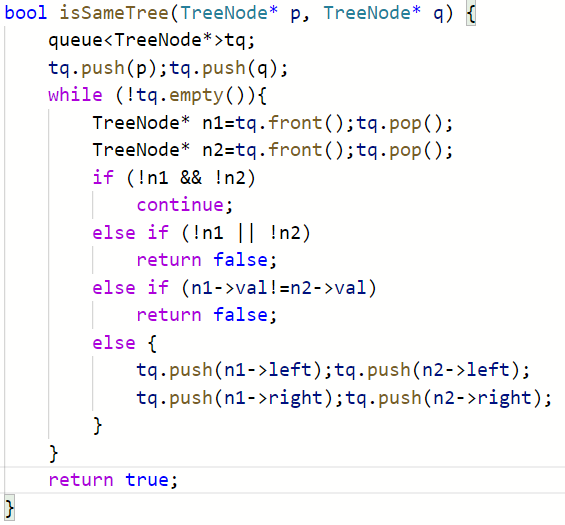 bool isSameTree(TreeNode* p, TreeNode* q) {
    queue<TreeNode*>tq;
    tq.push(p);tq.push(q);
    while (!tq.empty()){
        TreeNode* n1=tq.front();tq.pop();
        TreeNode* n2=tq.front();tq.pop();
        if (!n1 && !n2)
            continue;
        else if (!n1 || !n2)
            return false;
        else if (n1->val!=n2->val)
            return false;
        else {
            tq.push(n1->left);tq.push(n2->left);
            tq.push(n1->right);tq.push(n2->right);
        }
    }
    return true;
}